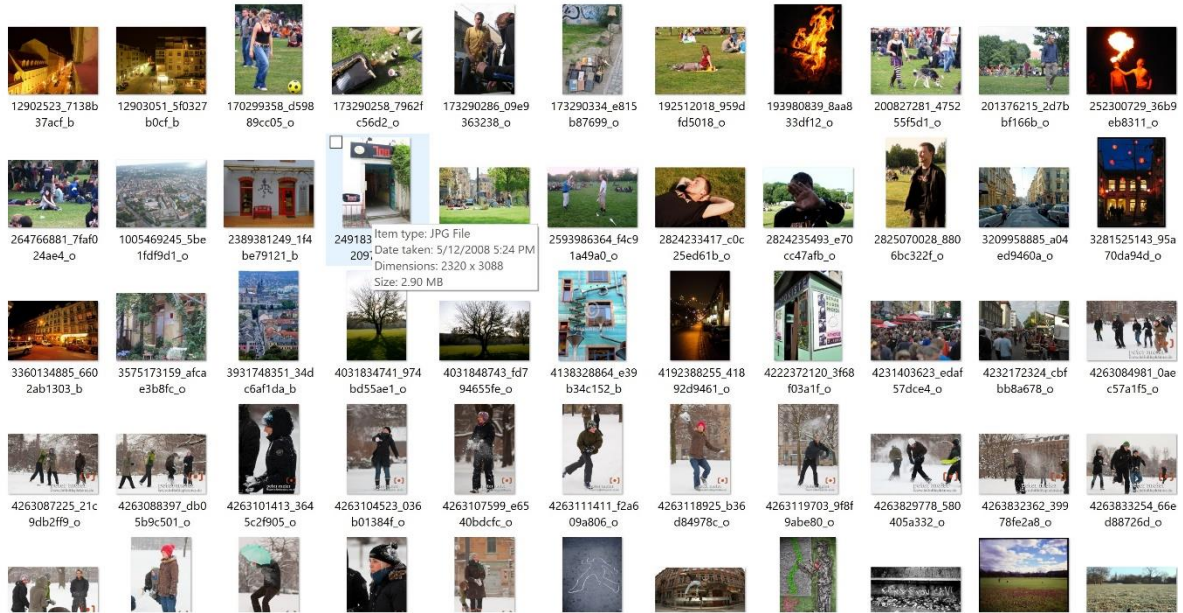 12902523_7138b
37acf_b
12903051_5f0327
b0cf_b
170299358_d598
89cc05_o
173290258_7962f
c56d2_o
173290286_09e9
363238_o
173290334_e815
b87699_o
192512018_959d
fd5018_o
193980839_8aa8
33df12_o
200827281_4752
55f5d1_o
201376215_2d7b
bf166b_o
252300729_36b9
eb8311_o
264766881_7faf0
24ae4_o
1005469245_5be
1fdf9d1_o
2389381249_1f4
be79121_b
249183
209
Item type: JPG File
Date taken: 5/12/2008 5:24 PM
Dimensions: 2320 x 3088
Size: 2.90 MB
2593986364_f4c9
1a49a0_o
2824233417_c0c
25ed61b_o
2824235493_e70
cc47afb_o
2825070028_880
6bc322f_o
3209958885_a04
ed9460a_o
3281525143_95a
70da94d_o
3360134885_660
2ab1303_b
3575173159_afca
e3b8fc_o
3931748351_34d
c6af1da_b
4031834741_974
bd55ae1_o
4031848743_fd7
94655fe_o
4138328864_e39
b34c152_b
4192388255_418
92d9461_o
4222372120_3f68
f03a1f_o
4231403623_edaf
57dce4_o
4232172324_cbf
bb8a678_o
4263084981_0ae
c57a1f5_o
4263087225_21c
9db2ff9_o
4263088397_db0
5b9c501_o
4263101413_364
5c2f905_o
4263104523_036
b01384f_o
4263107599_e65
40bdcfc_o
4263111411_f2a6
09a806_o
4263118925_b36
d84978c_o
4263119703_9f8f
9abe80_o
4263829778_580
405a332_o
4263832362_399
78fe2a8_o
4263833254_66e
d88726d_o